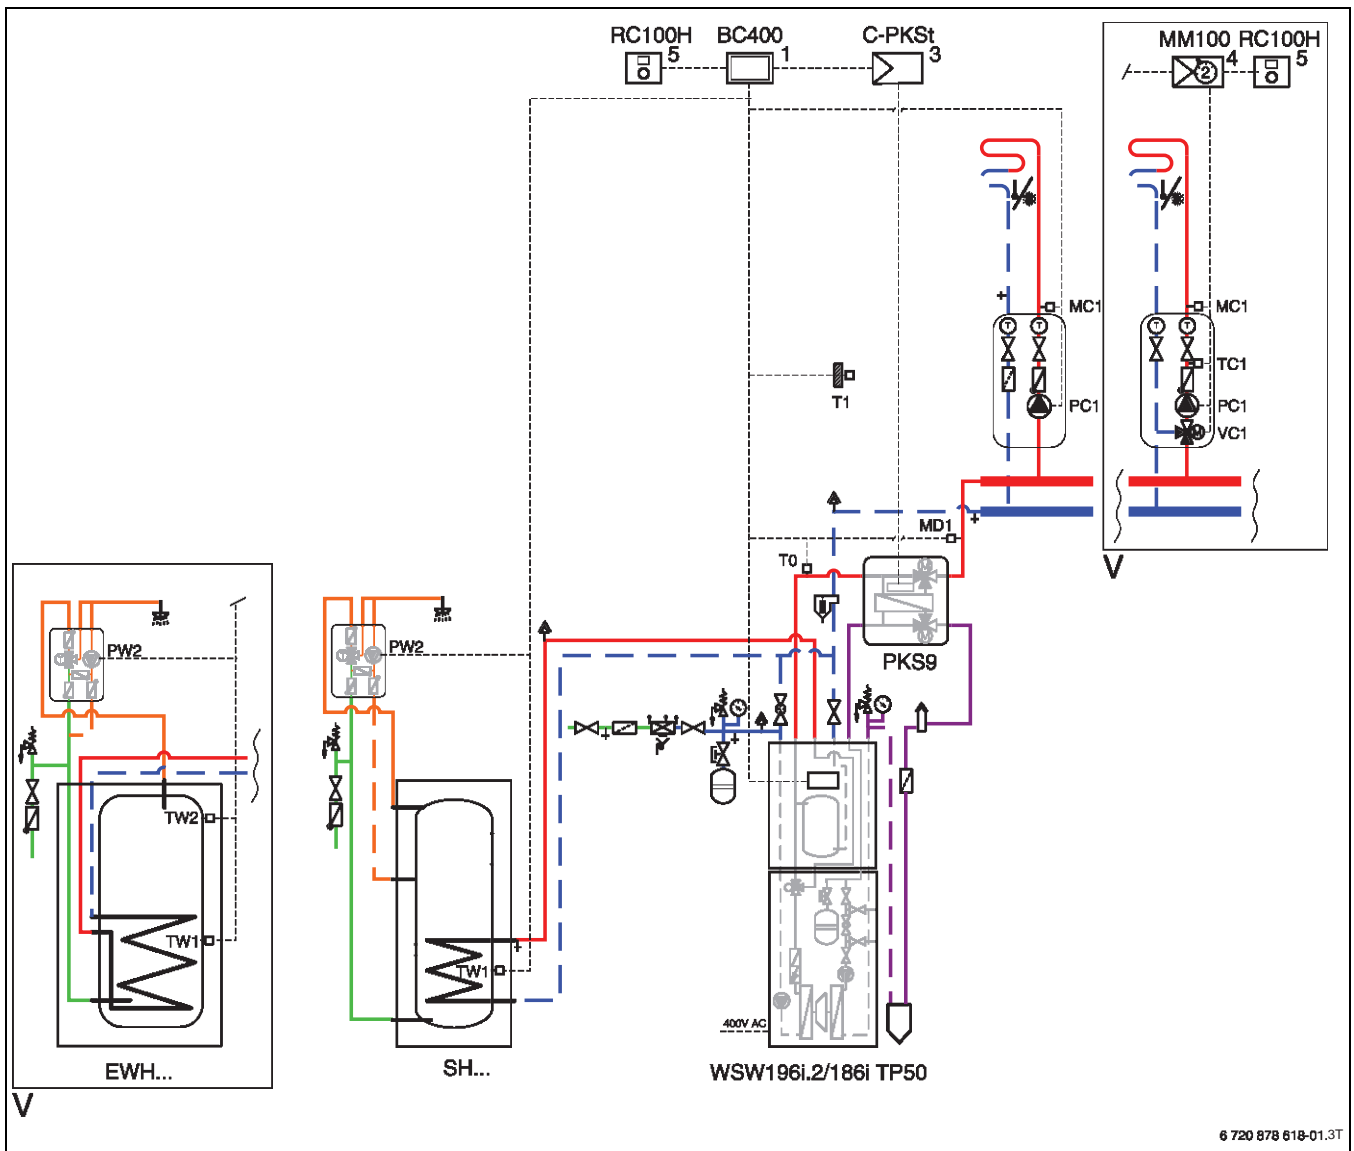 RC100H
5
BC400
1
C-PKSt
3
MM100
4
2
RC100H
5
MC1
MC1
T
T
T
T
TC1
PC1
PC1
M
VC1
T1
MD1
T0
V
PKS9
PW2
PW2
TW2
TW1
TW1
400V AC
EWH...
SH...
WSW196i.2/186i TP50
V
6 720 878 618-01.3T